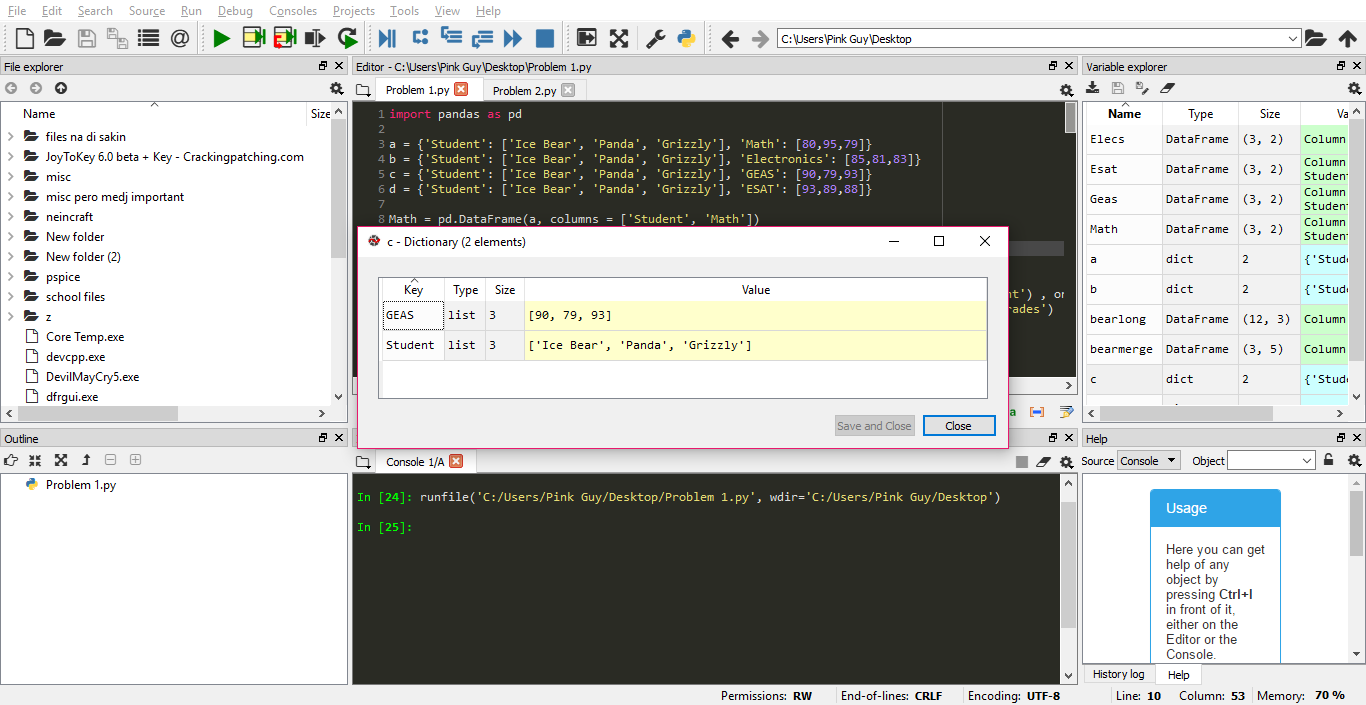 File Edit Search Source Run Debug Consoles Projects Tools View Help
C:\Users\Pink Guy\Desktop
File explorer
Name Size
files na di sakin
JoyToKey 6.0 beta + Key - Crackingpatching.com
misc
misc pero medj important
neincraft
New folder
New folder (2)
pspice
school files
z
Core Temp.exe
devcpp.exe
DevilMayCry5.exe
dfrgui.exe
Outline
Problem 1.py
Editor - C:\Users\Pink Guy\Desktop\Problem 1.py
Problem 1.py Problem 2.py
1 import pandas as pd
2
3 a = {'Student': ['Ice Bear', 'Panda', 'Grizzly'], 'Math': [80,95,79]}
4 b = {'Student': ['Ice Bear', 'Panda', 'Grizzly'], 'Electronics': [85,81,83]}
5 c = {'Student': ['Ice Bear', 'Panda', 'Grizzly'], 'GEAS': [90,79,93]}
6 d = {'Student': ['Ice Bear', 'Panda', 'Grizzly'], 'ESAT': [93,89,88]}
7
8 Math = pd.DataFrame(a, columns = ['Student', 'Math'])
c - Dictionary (2 elements)
Key Type Size Value
GEAS list 3 [90, 79, 93]
Student list 3 ['Ice Bear', 'Panda', 'Grizzly']
Save and Close Close
Console 1/A
In [24]: runfile('C:/Users/Pink Guy/Desktop/Problem 1.py', wdir='C:/Users/Pink Guy/Desktop')
In [25]:
Variable explorer
Name Type Size Va
Elecs DataFrame (3, 2) Column
Esat DataFrame (3, 2) Column
Student
Geas DataFrame (3, 2) Column
Student
Math DataFrame (3, 2) Column
Student
a dict 2 {'Stude
b dict 2 {'Stude
bearlong DataFrame (12, 3) Column
bearmerge DataFrame (3, 5) Column
c dict 2 {'Stude
Help
Source Console Object
Usage
Here you can get
help of any
object by
pressing Ctrl+I
in front of it,
either on the
Editor or the
Console.
History log Help
Permissions: RW End-of-lines: CRLF Encoding: UTF-8 Line: 10 Column: 53 Memory: 70 %